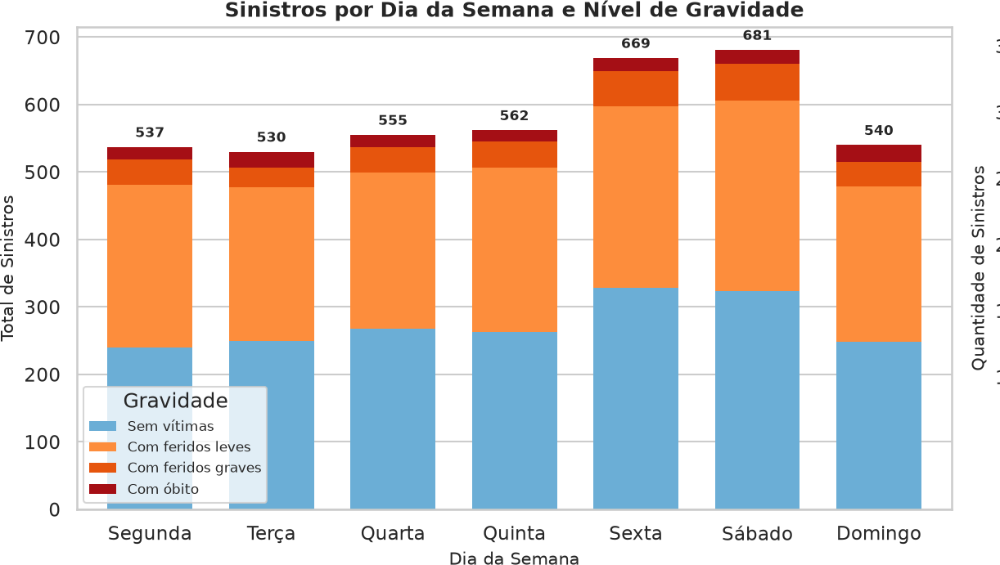 Sinistros por Dia da Semana e Nível de Gravidade
Total de Sinistros
700
600
500
400
300
200
100
0
537
530
555
562
669
681
540
Gravidade
Sem vítimas
Com feridos leves
Com feridos graves
Com óbito
Segunda
Terça
Quarta
Quinta
Sexta
Sábado
Domingo
Dia da Semana
Quantidade de Sinistros